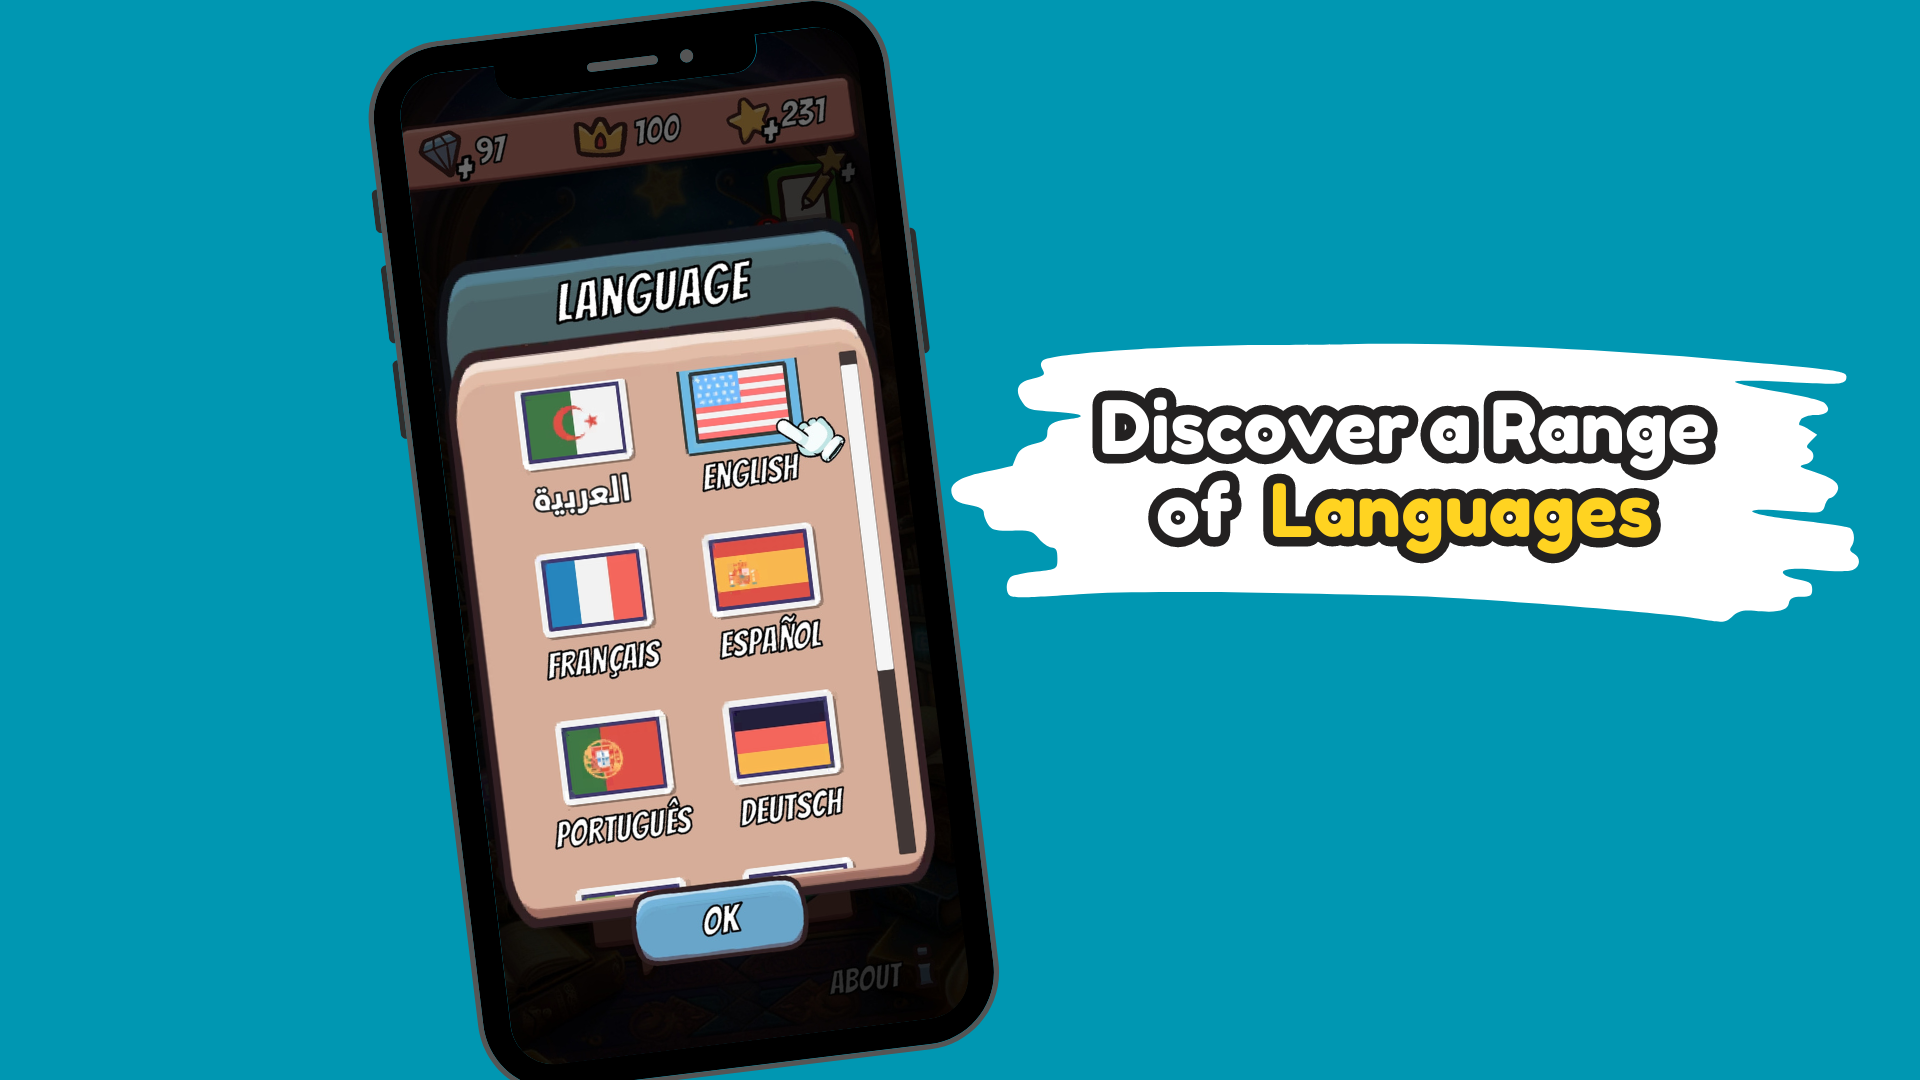 + 97 100 + 231
+
LANGUAGE
العربية ENGLISH
FRANÇAIS ESPAÑOL
PORTUGUÊS DEUTSCH
OK
ABOUT i
Discover a Range
of Languages